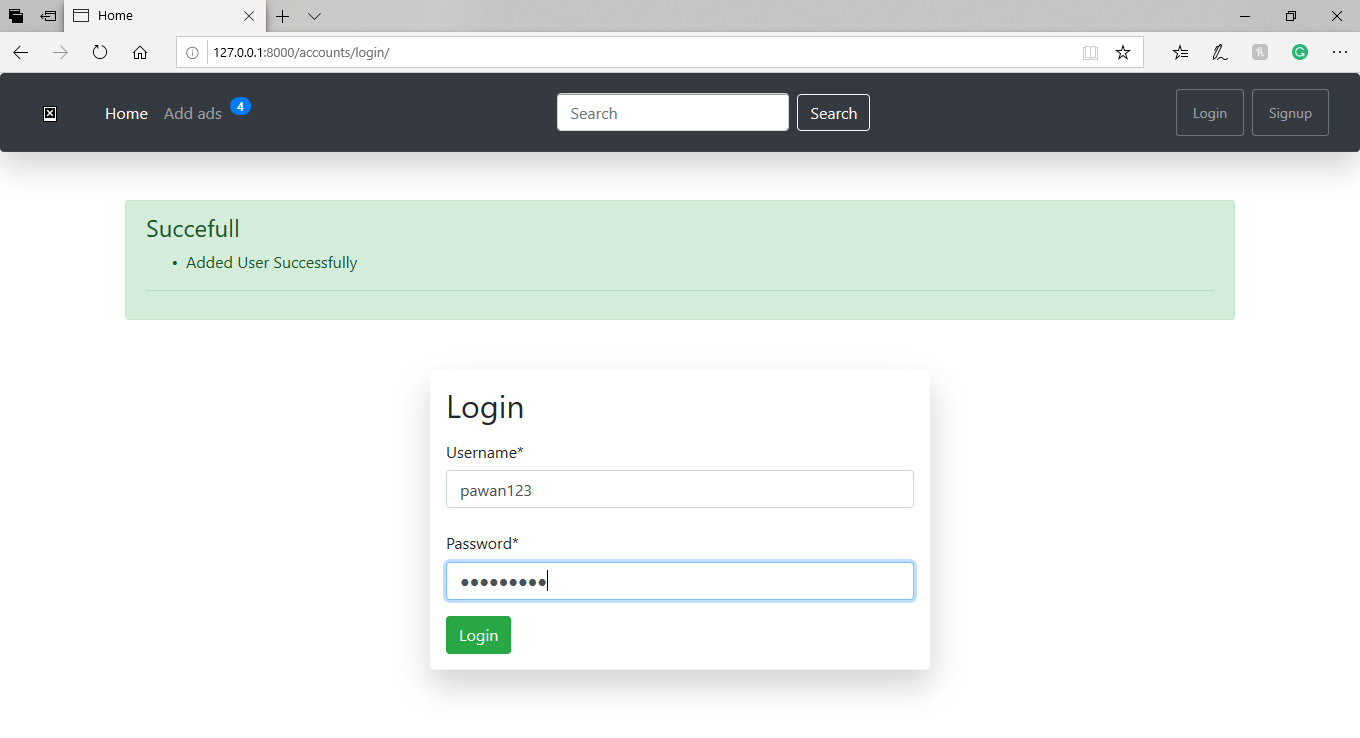 Home
127.0.0.1:8000/accounts/login/
Home Add ads 4 Search Search Login Signup
Succefull
• Added User Successfully
Login
Username*
pawan123
Password*
●●●●●●●●●
Login